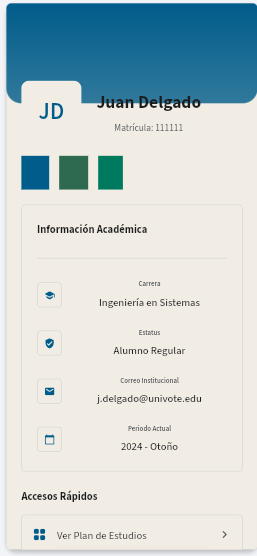 JD
Juan Delgado
Matrícula: 111111
Información Académica
Carrera
Ingeniería en Sistemas
Estatus
Alumno Regular
Correo Institucional
j.delgado@univote.edu
Periodo Actual
2024 - Otoño
Accesos Rápidos
Ver Plan de Estudios